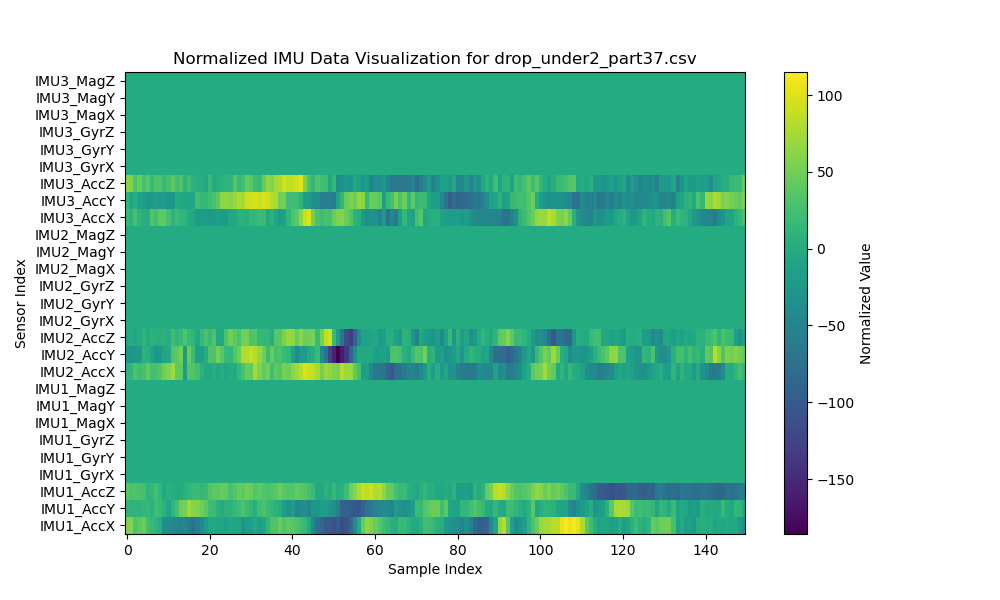 Normalized IMU Data Visualization for drop_under2_part37.csv
IMU3_MagZ
IMU3_MagY
IMU3_MagX
IMU3_GyrZ
IMU3_GyrY
IMU3_GyrX
IMU3_AccZ
IMU3_AccY
IMU3_AccX
IMU2_MagZ
IMU2_MagY
IMU2_MagX
IMU2_GyrZ
IMU2_GyrY
IMU2_GyrX
IMU2_AccZ
IMU2_AccY
IMU2_AccX
IMU1_MagZ
IMU1_MagY
IMU1_MagX
IMU1_GyrZ
IMU1_GyrY
IMU1_GyrX
IMU1_AccZ
IMU1_AccY
IMU1_AccX
Sensor Index
0 20 40 60 80 100 120 140
Sample Index
100
50
0
−50
−100
−150
Normalized Value